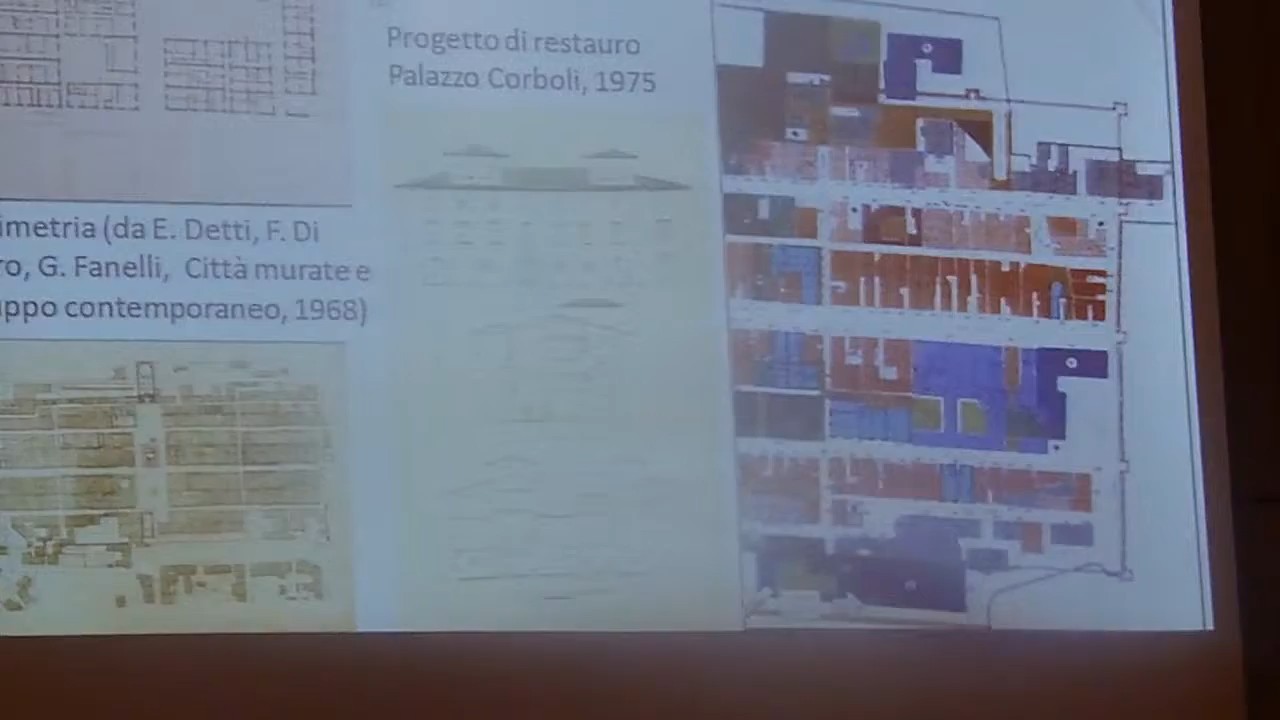 Progetto di restauro
Palazzo Corboli, 1975
imetria (da E. Detti, F. Di
ro, G. Fanelli, Città murate e
uppo contemporaneo, 1968)